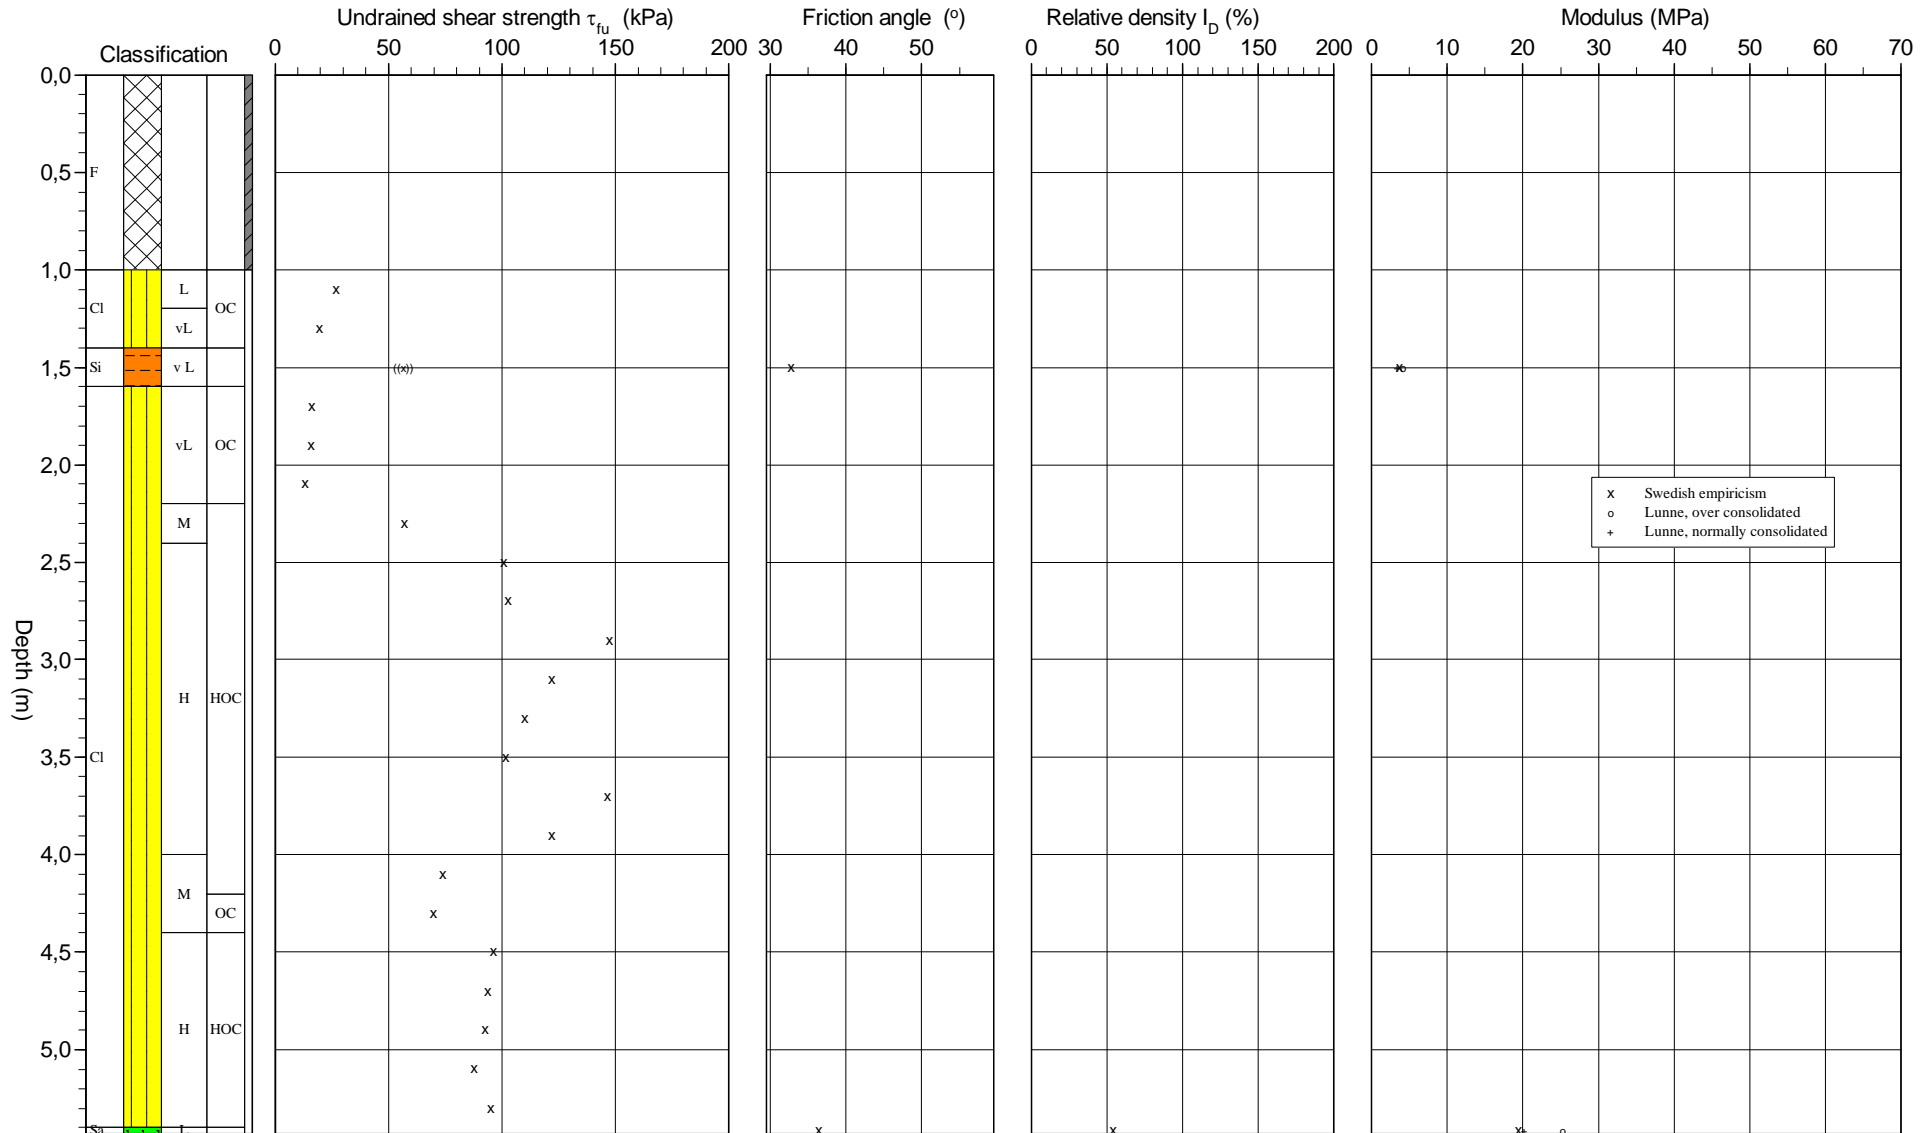 Undrained shear strength τfu (kPa)
Friction angle (º)
Relative density ID (%)
Modulus (MPa)
Classification
0 50 100 150 200
30 40 50
0 50 100 150 200
0 10 20 30 40 50 60 70
Depth (m)
0,0
0,5
1,0
1,5
2,0
2,5
3,0
3,5
4,0
4,5
5,0
F
Cl
L
OC
vL
Si
v L
((x))
vL
OC
M
H
HOC
Cl
M
OC
H
HOC
Sa
L
x Swedish empiricism
o Lunne, over consolidated
+ Lunne, normally consolidated